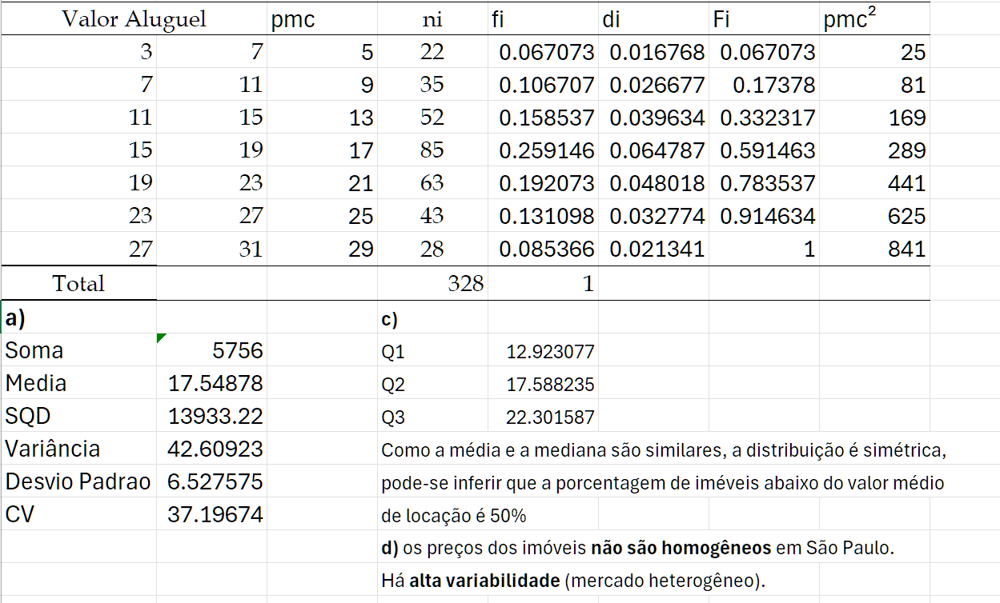 Valor Aluguel pmc ni fi di Fi pmc²
3 7 5 22 0.067073 0.016768 0.067073 25
7 11 9 35 0.106707 0.026677 0.17378 81
11 15 13 52 0.158537 0.039634 0.332317 169
15 19 17 85 0.259146 0.064787 0.591463 289
19 23 21 63 0.192073 0.048018 0.783537 441
23 27 25 43 0.131098 0.032774 0.914634 625
27 31 29 28 0.085366 0.021341 1 841
Total 328 1
a) c)
Soma 5756 Q1 12.923077
Media 17.54878 Q2 17.588235
SQD 13933.22 Q3 22.301587
Variância 42.60923 Como a média e a mediana são similares, a distribuição é simétrica,
Desvio Padrao 6.527575 pode-se inferir que a porcentagem de iméveis abaixo do valor médio
CV 37.19674 de locação é 50%
d) os preços dos imóveis não são homogêneos em São Paulo.
Há alta variabilidade (mercado heterogêneo).